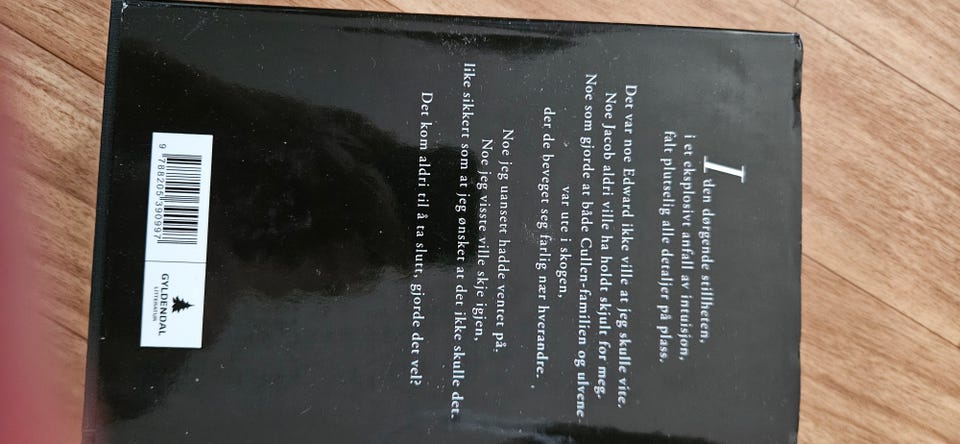 I den dørgende stillheten,
i et eksplosivt anfall av intuisjon,
falt plutselig alle detaljer på plass.
Det var noe Edward ikke ville at jeg skulle vite.
Noe Jacob aldri ville ha holdt skjult for meg.
Noe som gjorde at både Cullen-familien og ulvene
var ute i skogen,
der de beveget seg farlig nær hverandre.
Noe jeg uansett hadde ventet på.
Noe jeg visste ville skje igjen,
like sikkert som at jeg ønsket at det ikke skulle det.
Det kom aldri til å ta slutt, gjorde det vel?
9 788205 390997
GYLDENDAL
LITTERATUR